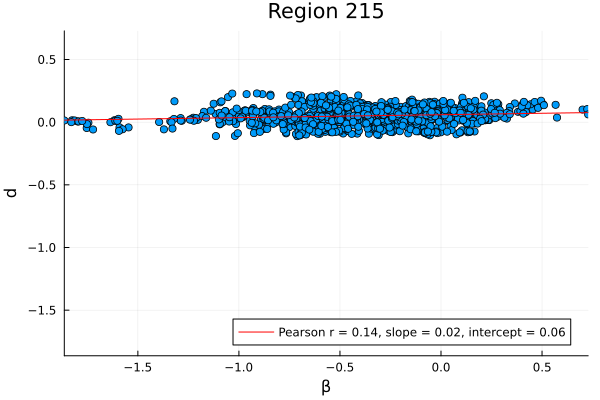 Region 215
0.5
0.0
−0.5
−1.0
−1.5
d
Pearson r = 0.14, slope = 0.02, intercept = 0.06
−1.5 −1.0 −0.5 0.0 0.5
β